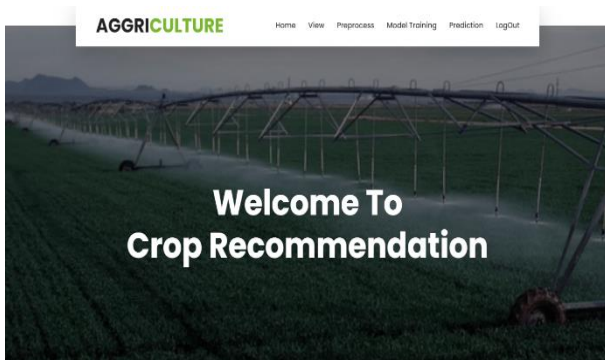 AGGRICULTURE
Home View Preprocess Model Training Prediction LogOut
Welcome To
Crop Recommendation